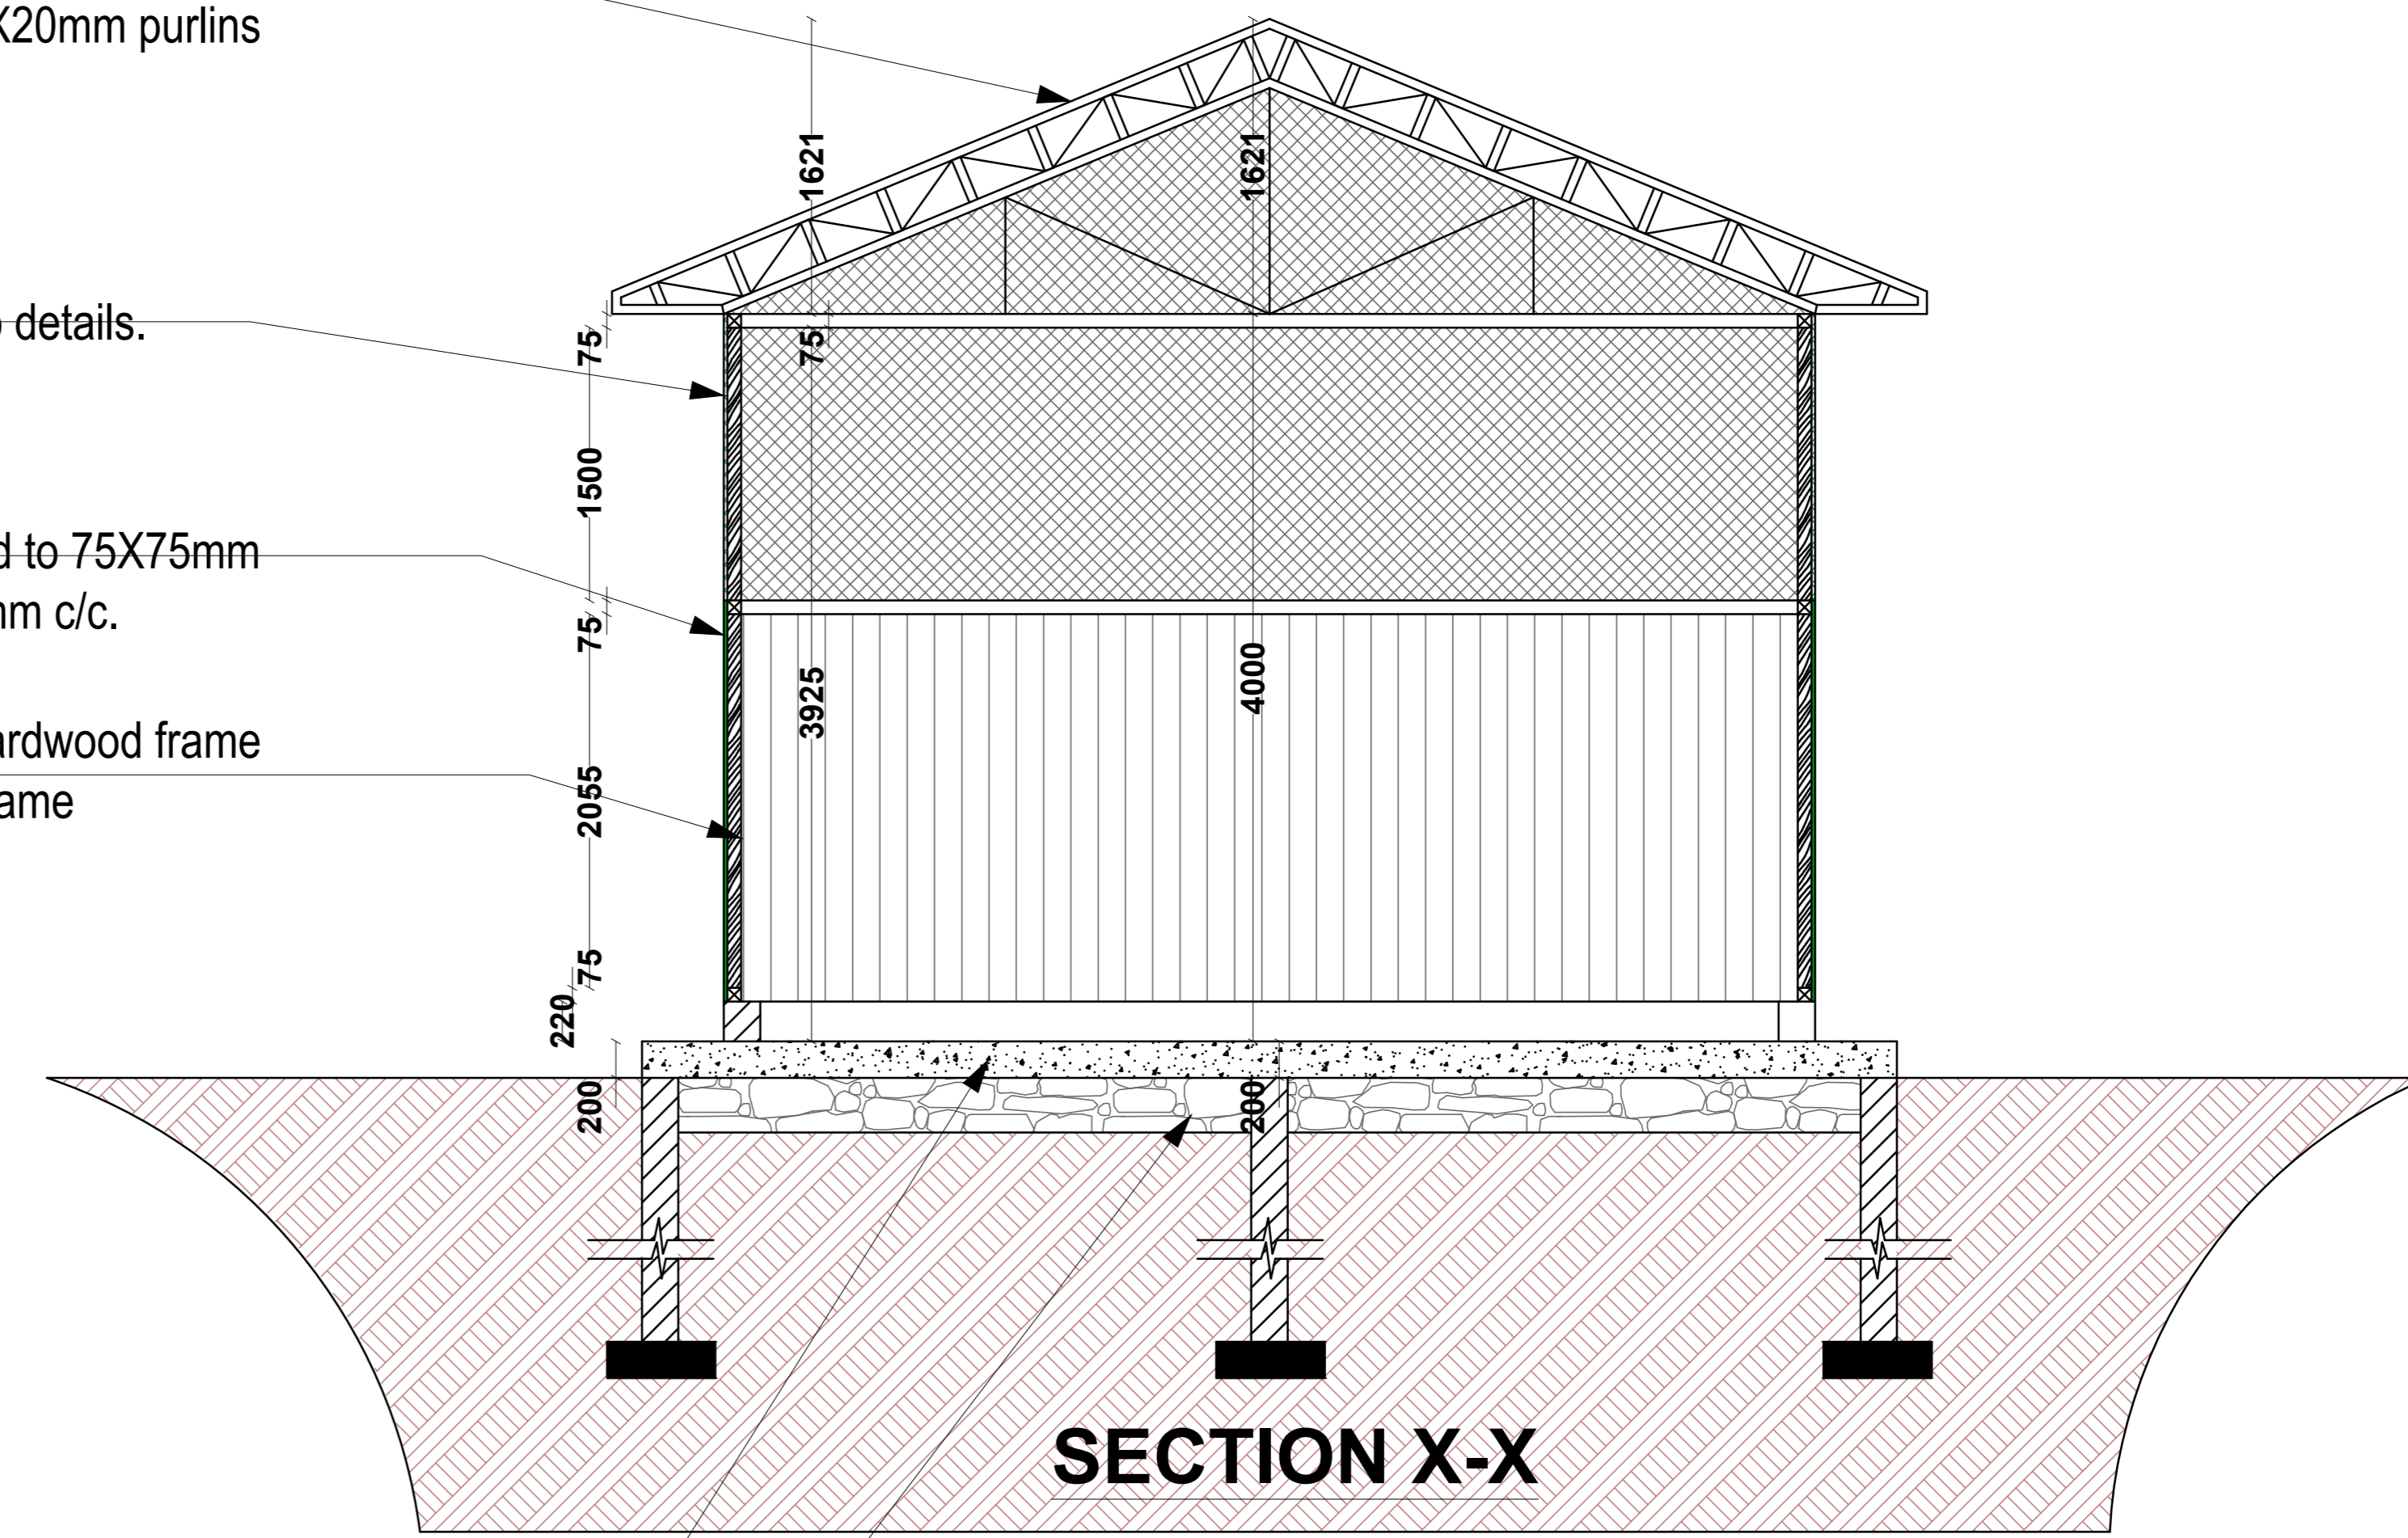 X20mm purlins
1621
1621
details.
75
75
1500
d to 75X75mm
mm c/c.
75
3925
4000
ardwood frame
ame
2055
75
220
200
200
SECTION X-X